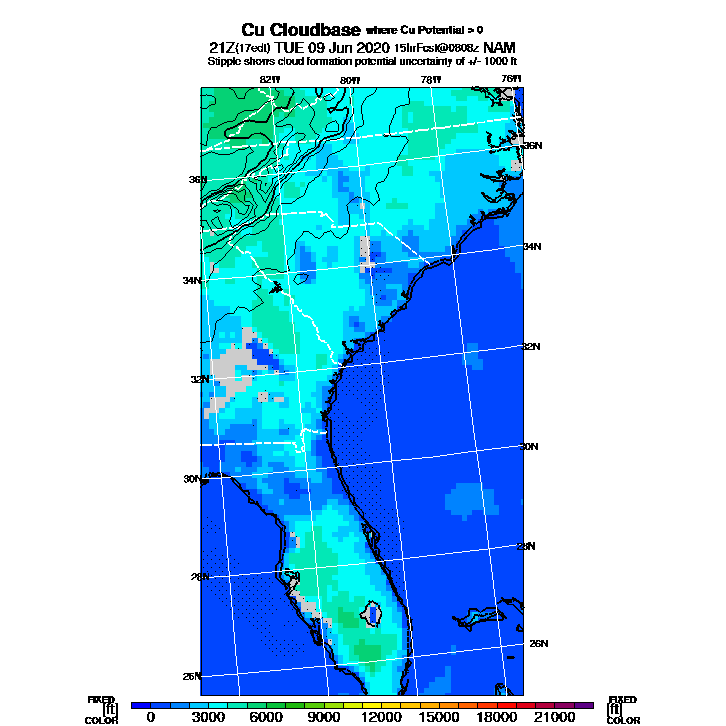 Cu Cloudbase where Cu Potential > 0
21Z(17edt) TUE 09 Jun 2020 15hrFcst@0808z NAM
Stipple shows cloud formation potential uncertainty of +/- 1000 ft
82W 80W 78W 76W
36N
36N
34N
34N
32N
32N
30N
30N
28N
28N
26N
26N
FIXED FIXED
[ft] [ft]
COLOR 0 3000 6000 9000 12000 15000 18000 21000 COLOR